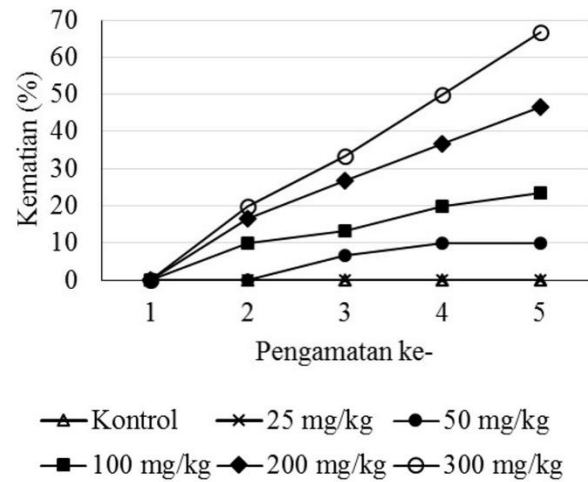 70
60
50
40
30
20
10
0
Kematian (%)
1 2 3 4 5
Pengamatan ke-
Kontrol 25 mg/kg 50 mg/kg
100 mg/kg 200 mg/kg 300 mg/kg